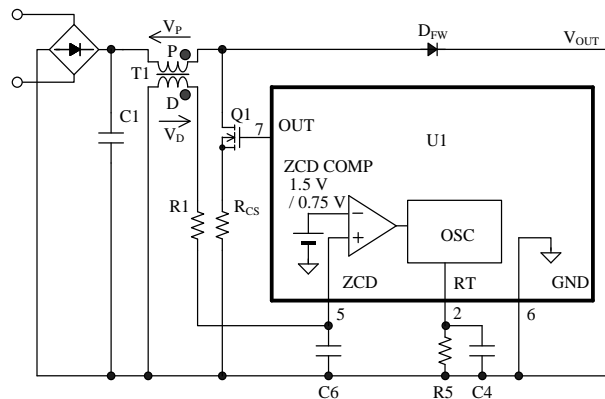 V_P
D_FW
V_OUT
P
T1
D
V_D
C1
Q1
7
OUT
U1
ZCD COMP
1.5 V
/ 0.75 V
−
+
OSC
R1
R_CS
ZCD
RT
GND
5
2
6
C6
R5
C4